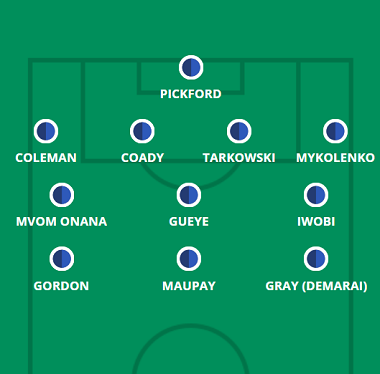 PICKFORD
COLEMAN COADY TARKOWSKI MYKOLENKO
MVOM ONANA GUEYE IWOBI
GORDON MAUPAY GRAY (DEMARAI)